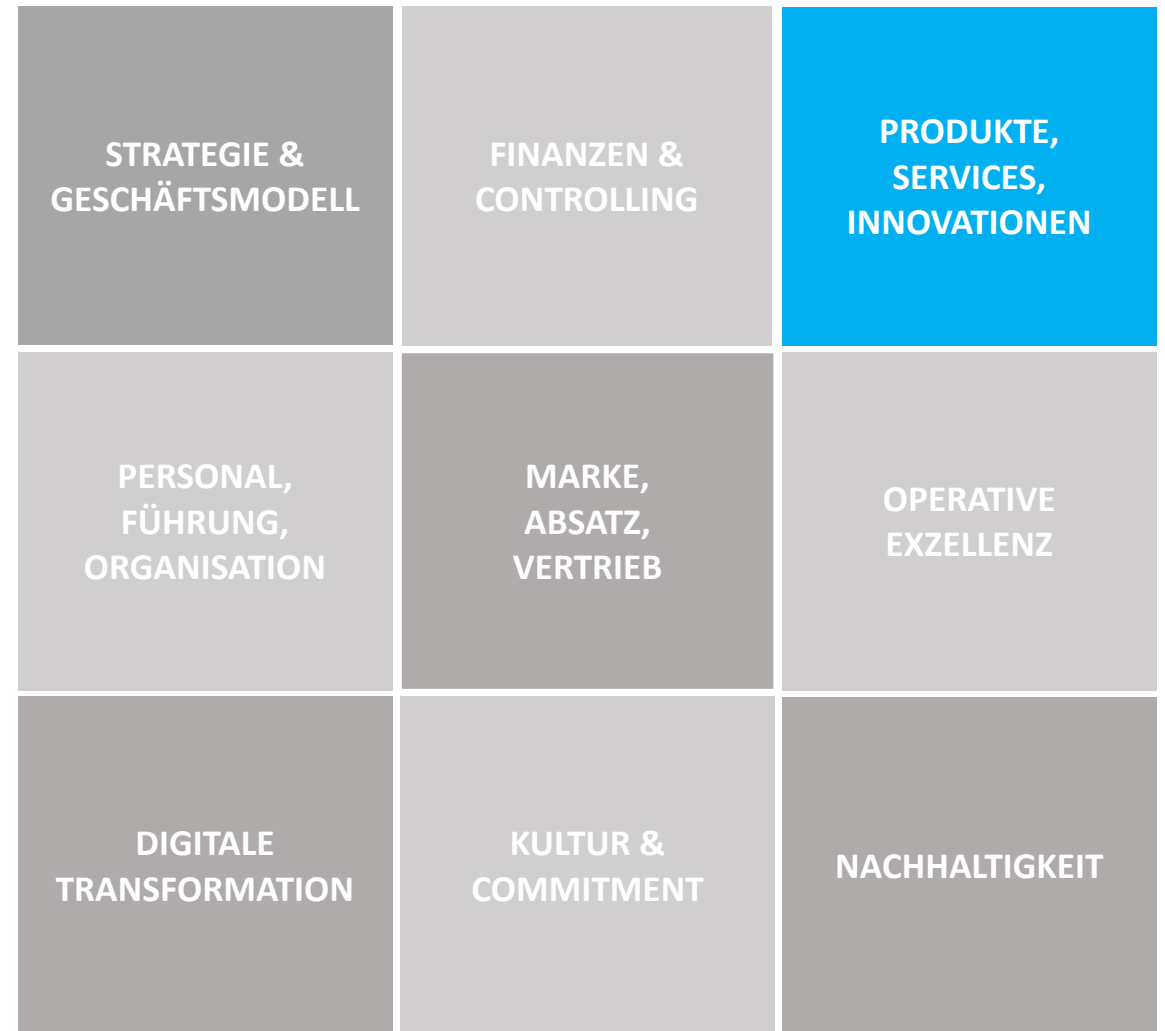 STRATEGIE &
GESCHÄFTSMODELL
FINANZEN &
CONTROLLING
PRODUKTE,
SERVICES,
INNOVATIONEN
PERSONAL,
FÜHRUNG,
ORGANISATION
MARKE,
ABSATZ,
VERTRIEB
OPERATIVE
EXZELLENZ
DIGITALE
TRANSFORMATION
KULTUR &
COMMITMENT
NACHHALTIGKEIT